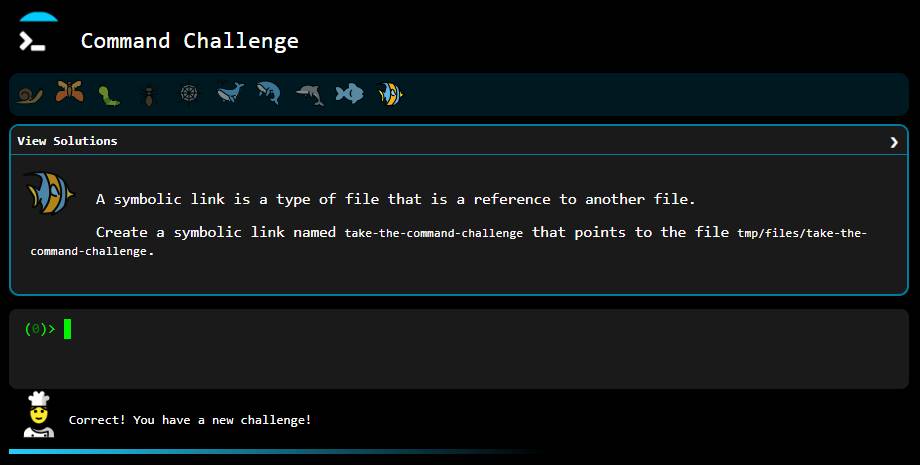 Command Challenge
View Solutions
A symbolic link is a type of file that is a reference to another file.
Create a symbolic link named take-the-command-challenge that points to the file tmp/files/take-the-
command-challenge.
(0)>
Correct! You have a new challenge!